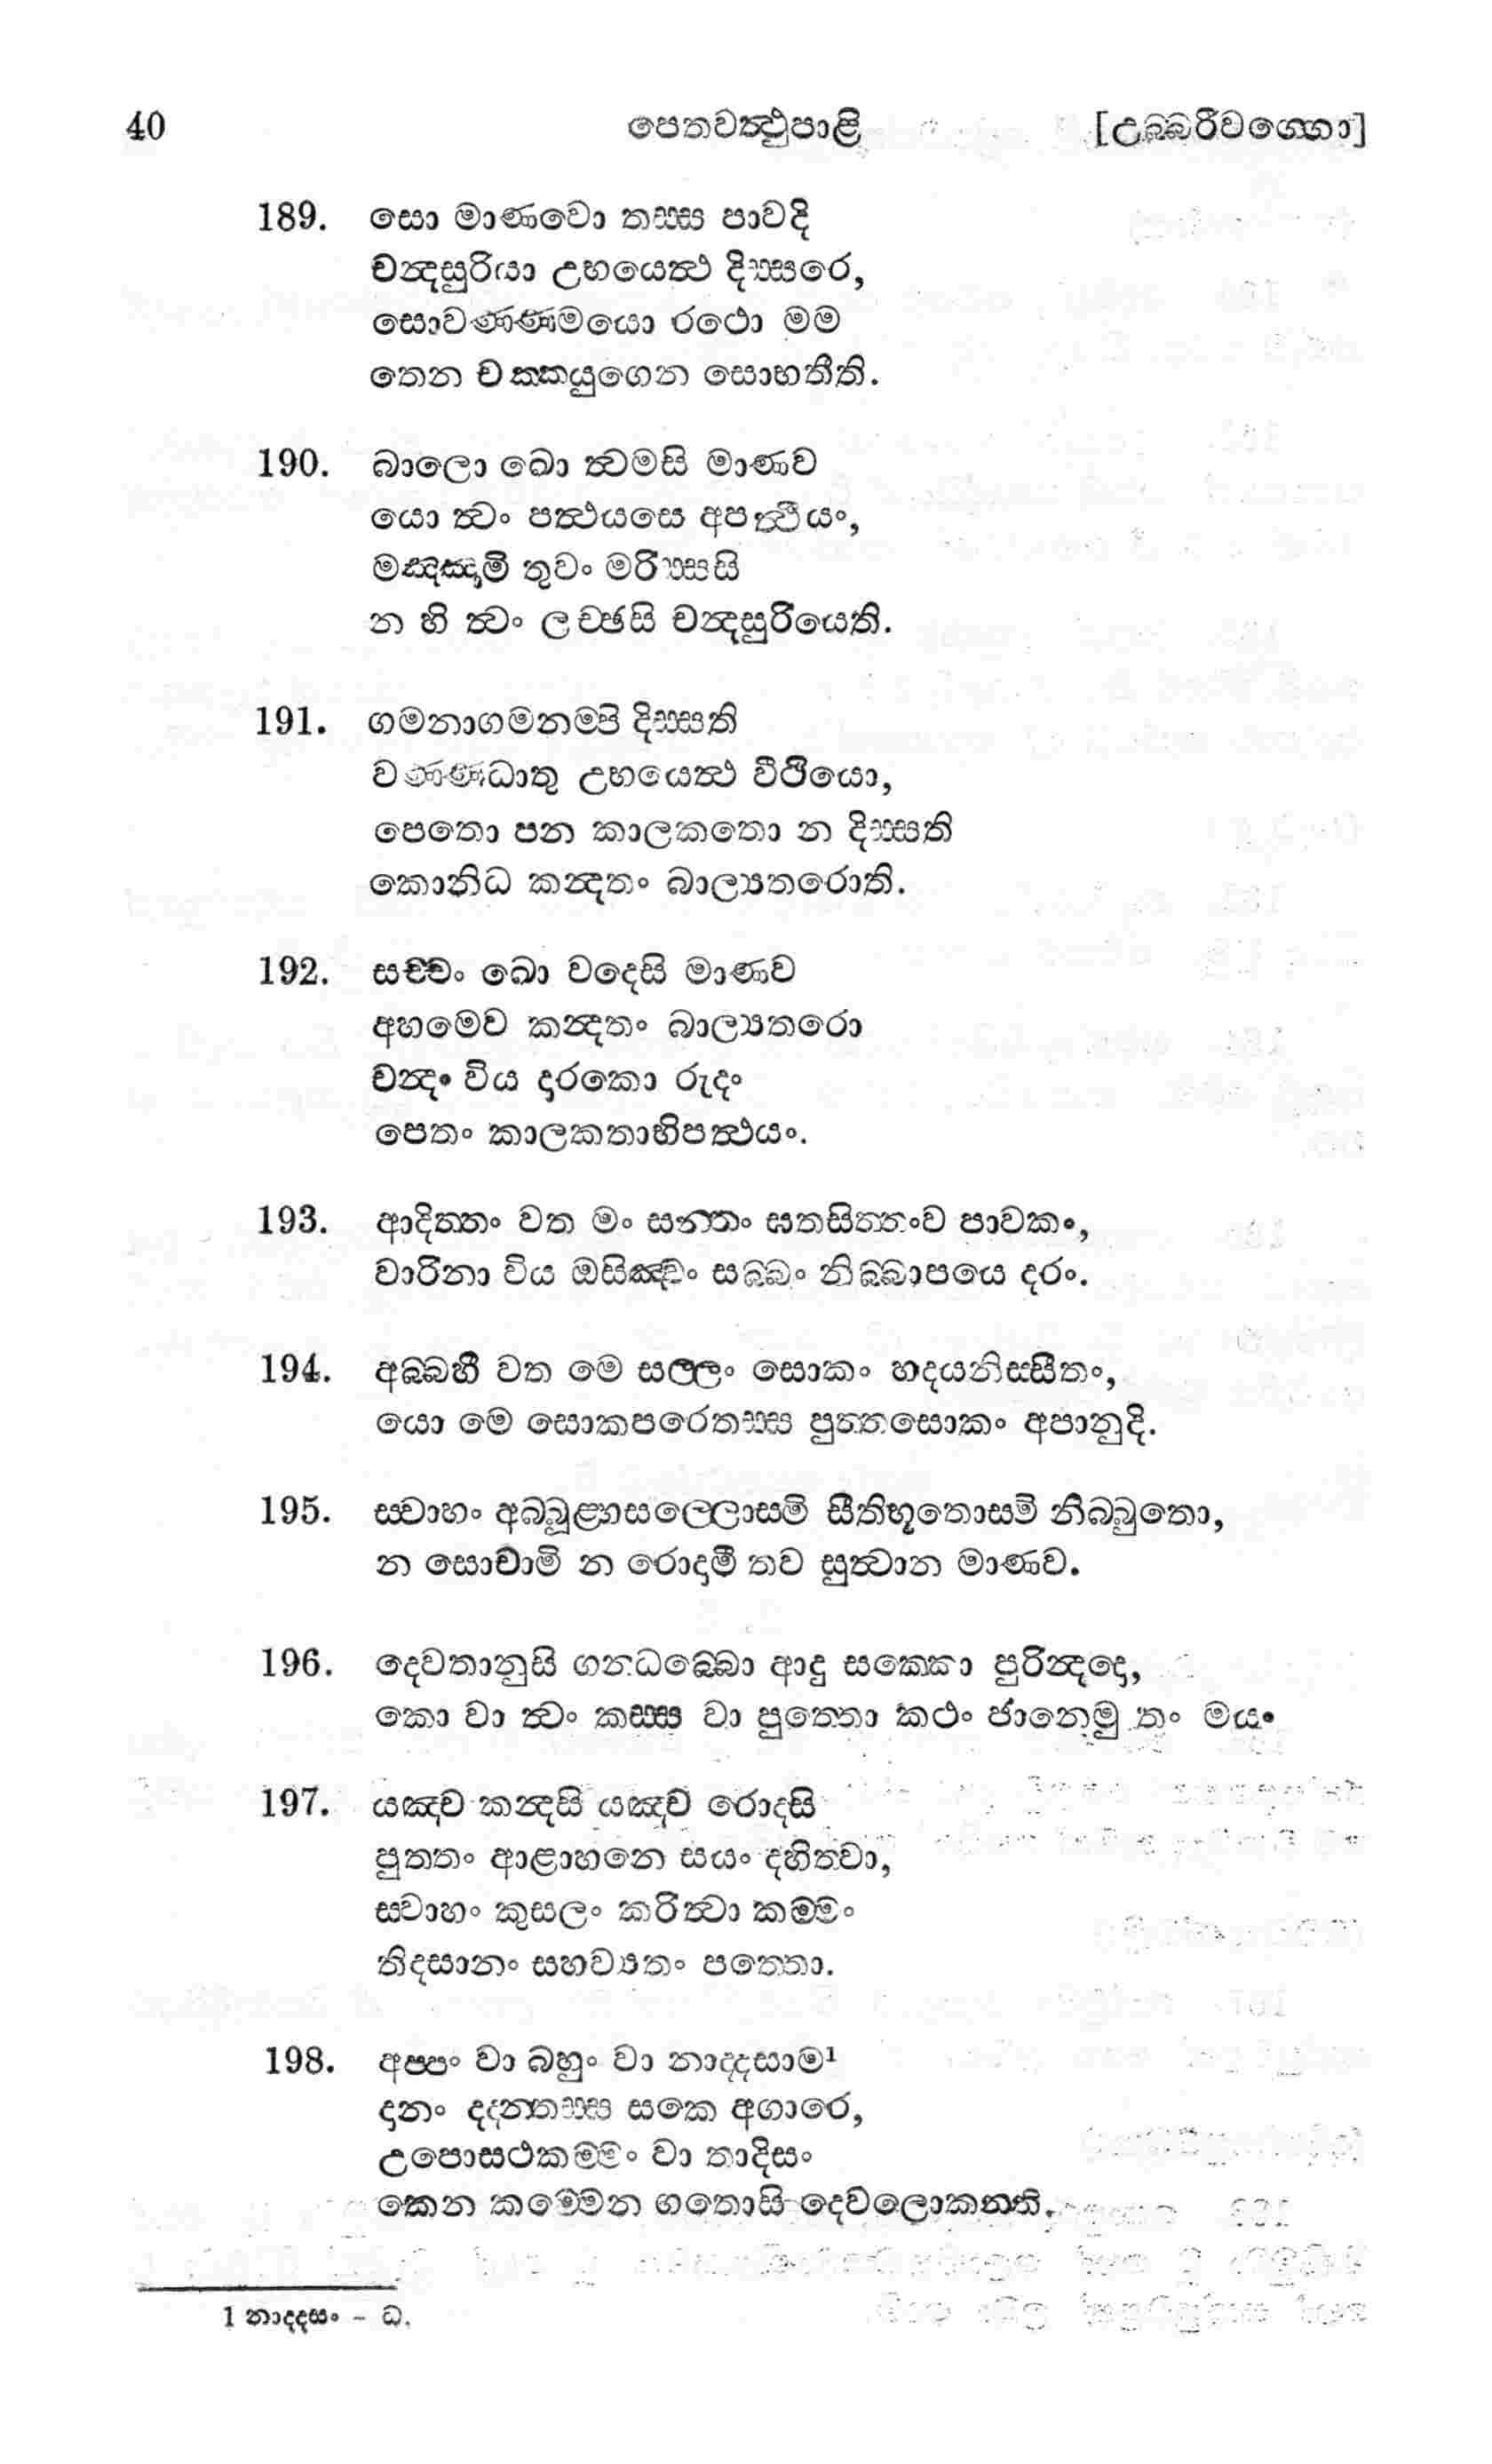 40
පෙතවත්‍ථුපාළි
[උබ‍්බරීවග‍්ගො]
189. සො මාණවො තස‍්ස පාවදි
චන්‍දසුරියා උභයෙත්‍ථ දිස‍්සරෙ,
සොවණ‍්ණමයො රථො මම
තෙන චක‍්කයුගෙන සොභතීති.
190. බාලො ඛො ත්‍වමසි මාණව
යො ත්‍වං පත්‍ථයසෙ අපත්‍ථියං,
මඤ‍්ඤාමි තුවං මරිස‍්සසි
න හි ත්‍වං ලච‍්ඡසි චන්‍දසුරියෙති.
191. ගමනාගමනම‍්පි දිස‍්සති
වණ‍්ණධාතු උභයෙත්‍ථ වීථියො,
පෙතො පන කාලකතො න දිස‍්සති
කොනිධ කන්‍දතං බාල්‍යතරොති.
192. සච‍්චං ඛො වදෙසි මාණව
අහමෙව කන්‍දතං බාල්‍යතරො
චන්‍දං විය දාරකො රුදං
පෙතං කාලකතාභිපත්‍ථයං.
193. ආදිත‍්තං වත මං සන‍්තං ඝතසිත‍්තංව පාවකං,
වාරිනා විය ඔසිඤ‍්චං සබ‍්බං නිබ‍්බාපයෙ දරං.
194. අබ‍්බහී වත මෙ සල‍්ලං සොකං හදයනිස‍්සිතං,
යො මෙ සොකපරෙතස‍්ස පුත‍්තසොකං අපානුදි.
195. ස‍්වාහං අබ‍්බූළ‍්හසල‍්ලොස‍්මි සීතිභූතොස‍්මි නිබ‍්බුතො,
න සොචාමි න රොදාමි තව සුත්‍වාන මාණව.
196. දෙවතානුසි ගන්‍ධබ‍්බො ආදු සක‍්කො පුරින්‍දදො,
කො වා ත්‍වං කස‍්ස වා පුත‍්තො කථං ජානෙමු තං මයං
197. යඤ‍්ච කන්‍දසි යඤ‍්ච රොදසි
පුත‍්තං ආළාහනෙ සයං දහිත්‍වා,
ස‍්වාහං කුසලං කරිත්‍වා කම‍්මං
තිදසානං සහව්‍යතං පත‍්තො.
198. අප‍්පං වා බහුං වා නාද‍්දසාම¹
දානං දදන‍්තස‍්ස සකෙ අගාරෙ,
උපොසථකම‍්මං වා තාදිසං
කෙන කම‍්මෙන ගතොසි දෙවලොකන‍්ති.
1 නාද‍්දසං - ධ.